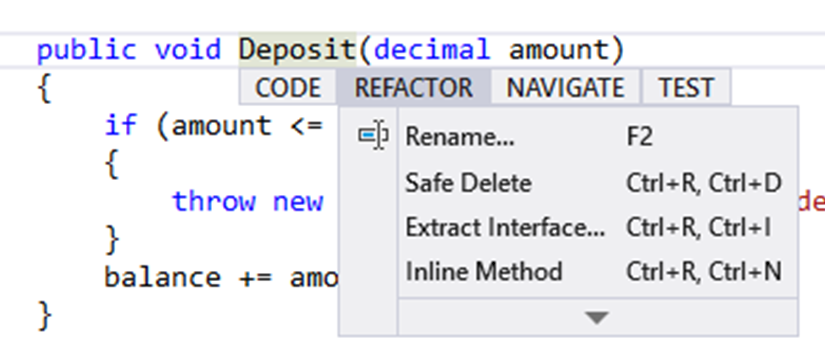 public void Deposit(decimal amount)
{
CODE REFACTOR NAVIGATE TEST
if (amount <=
Rename... F2
{
Safe Delete Ctrl+R, Ctrl+D
throw new de
Extract Interface... Ctrl+R, Ctrl+I
}
Inline Method Ctrl+R, Ctrl+N
balance += amo
}